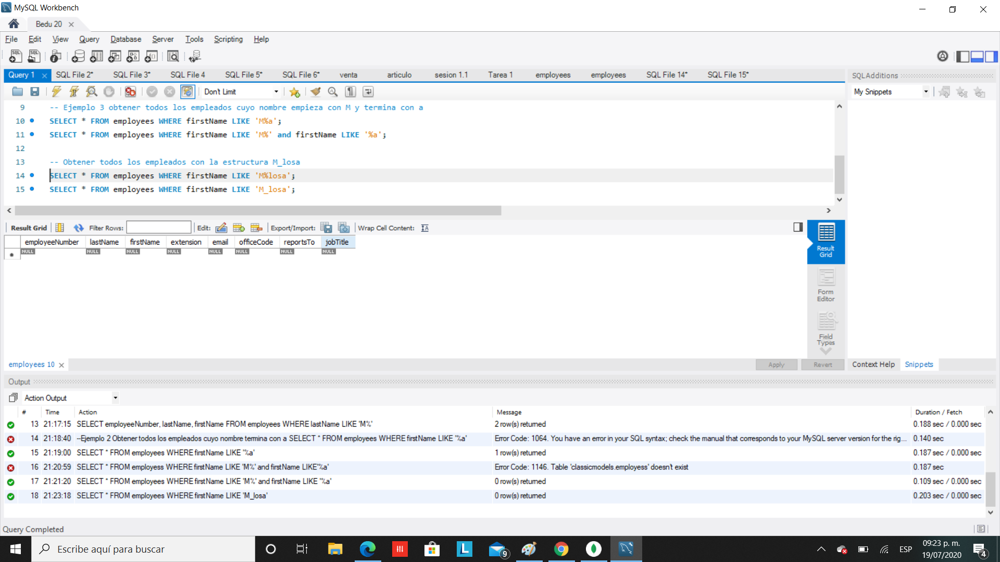 MySQL Workbench
Bedu 20
File Edit View Query Database Server Tools Scripting Help
Query 1 SQL File 2* SQL File 3* SQL File 4 SQL File 5* SQL File 6* venta articulo sesion 1.1 Tarea 1 employees employees SQL File 14* SQL File 15*
SQLAdditions
Don't Limit
My Snippets
9 -- Ejemplo 3 obtener todos los empleados cuyo nombre empieza con M y termina con a
10 SELECT * FROM employees WHERE firstName LIKE 'M%a';
11 SELECT * FROM employees WHERE firstName LIKE 'M%' and firstName LIKE '%a';
12
13 -- Obtener todos los empleados con la estructura M_losa
14 SELECT * FROM employees WHERE firstName LIKE 'M%losa';
15 SELECT * FROM employees WHERE firstName LIKE 'M_losa';
Result Grid Filter Rows: Edit: Export/Import: Wrap Cell Content:
employeeNumber lastName firstName extension email officeCode reportsTo jobTitle
NULL NULL NULL NULL NULL NULL NULL NULL
Result Grid
Form Editor
Field Types
employees 10
Apply Revert
Context Help Snippets
Output
Action Output
# Time Action Message Duration / Fetch
13 21:17:15 SELECT employeeNumber, lastName, firstName FROM employees WHERE lastName LIKE 'M%' 2 row(s) returned 0.188 sec / 0.000 sec
14 21:18:40 --Ejemplo 2 Obtener todos los empleados cuyo nombre termina con a SELECT * FROM employees WHERE firstName LIKE '%a' Error Code: 1064. You have an error in your SQL syntax; check the manual that corresponds to your MySQL server version for the rig... 0.140 sec
15 21:19:00 SELECT * FROM employees WHERE firstName LIKE '%a' 1 row(s) returned 0.187 sec / 0.000 sec
16 21:20:59 SELECT * FROM employess WHERE firstName LIKE 'M%' and firstName LIKE'%a' Error Code: 1146. Table 'classicmodels.employess' doesn't exist 0.187 sec
17 21:21:20 SELECT * FROM employees WHERE firstName LIKE 'M%' and firstName LIKE '%a' 0 row(s) returned 0.109 sec / 0.000 sec
18 21:23:18 SELECT * FROM employees WHERE firstName LIKE 'M_losa' 0 row(s) returned 0.203 sec / 0.000 sec
Query Completed
Escribe aquí para buscar
L
9
ESP
09:23 p. m.
19/07/2020
4